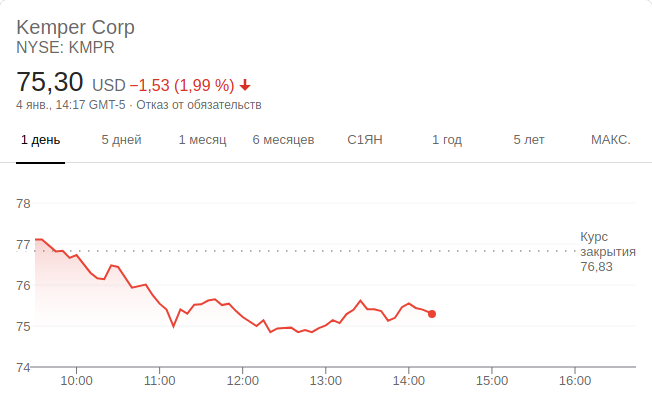 Kemper Corp
NYSE: KMPR
75,30 USD −1,53 (1,99 %)
4 янв., 14:17 GMT-5 · Отказ от обязательств
1 день 5 дней 1 месяц 6 месяцев С1ЯН 1 год 5 лет МАКС.
78
77
76
75
74
Курс
закрытия
76,83
10:00 11:00 12:00 13:00 14:00 15:00 16:00